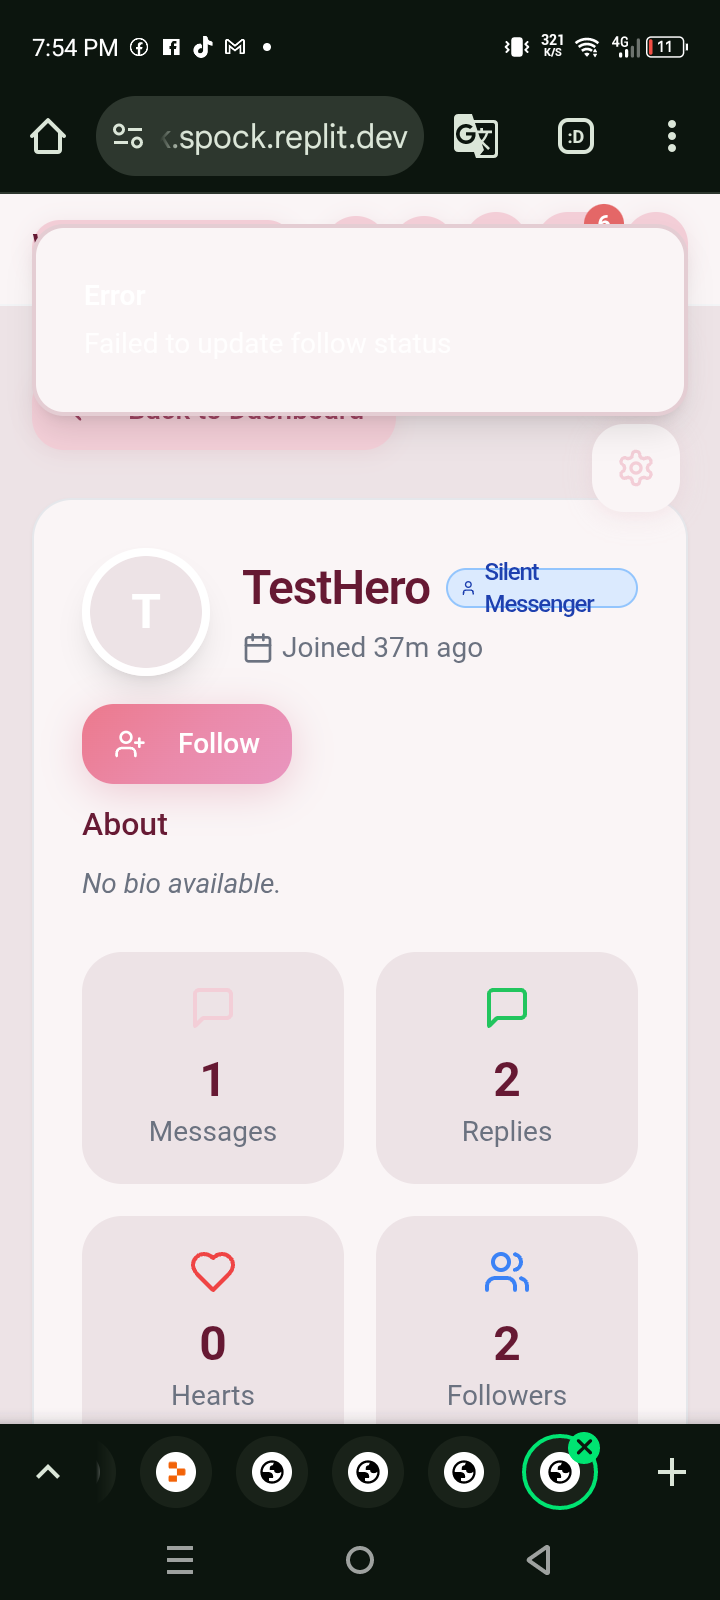 7:54 PM
321
K/S
4G
11
.spock.replit.dev
:D
6
Error
Failed to update follow status
Back to Dashboard
T
TestHero
Silent
Messenger
Joined 37m ago
Follow
About
No bio available.
1
Messages
2
Replies
0
Hearts
2
Followers